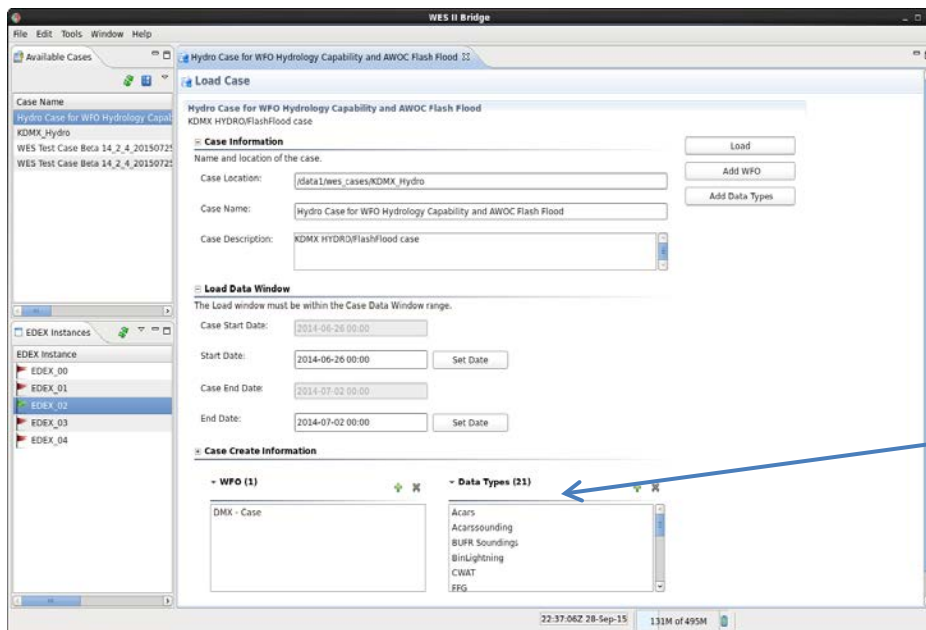 WES II Bridge
File Edit Tools Window Help
Available Cases
Case Name
Hydro Case for WFO Hydrology Capab
KDMX_Hydro
WES Test Case Beta 14_2_4_2015072
WES Test Case Beta 14_2_4_2015072
EDEX Instances
EDEX Instance
EDEX_00
EDEX_01
EDEX_02
EDEX_03
EDEX_04
Hydro Case for WFO Hydrology Capability and AWOC Flash Flood
Load Case
Hydro Case for WFO Hydrology Capability and AWOC Flash Flood
KDMX HYDRO/FlashFlood case
Case Information
Name and location of the case.
Case Location: /data1/wes_cases/KDMX_Hydro
Case Name: Hydro Case for WFO Hydrology Capability and AWOC Flash Flood
Case Description: KDMX HYDRO/FlashFlood case
Load
Add WFO
Add Data Types
Load Data Window
The Load window must be within the Case Data Window range.
Case Start Date: 2014-06-26 00:00
Start Date: 2014-06-26 00:00 Set Date
Case End Date: 2014-07-02 00:00
End Date: 2014-07-02 00:00 Set Date
Case Create Information
WFO (1)
DMX - Case
Data Types (21)
Acars
Acarssounding
BUFR Soundings
BinLightning
CWAT
FFG
22:37:06Z 28-Sep-15 131M of 495M